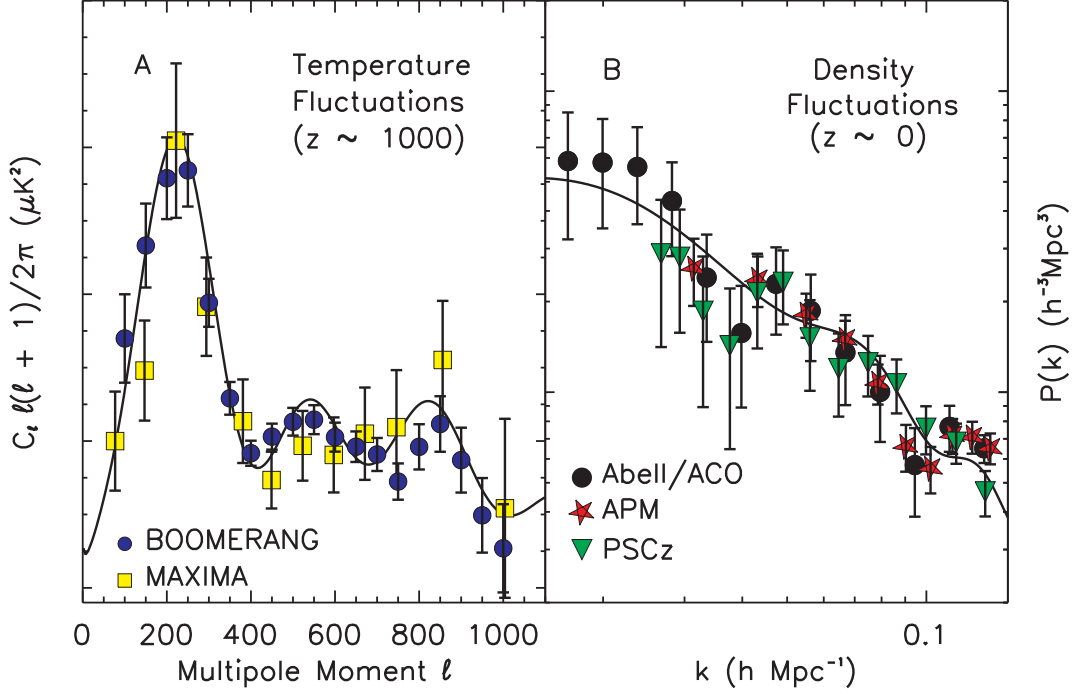 A
Temperature
Fluctuations
(z ~ 1000)
B
Density
Fluctuations
(z ~ 0)
C_ℓ ℓ(ℓ + 1)/2π (μK²)
P(k) (h⁻³Mpc³)
BOOMERANG
MAXIMA
Abell/ACO
APM
PSCz
0 200 400 600 800 1000
0.1
Multipole Moment ℓ
k (h Mpc⁻¹)